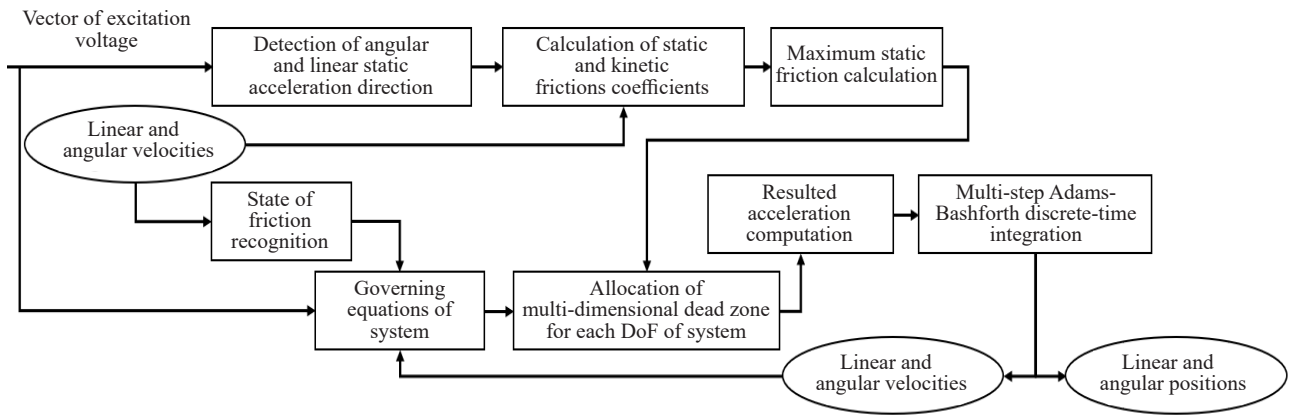 Vector of excitation
voltage
Detection of angular
and linear static
acceleration direction
Calculation of static
and kinetic
frictions coefficients
Maximum static
friction calculation
Linear and
angular velocities
State of
friction
recognition
Resulted
acceleration
computation
Multi-step Adams-
Bashforth discrete-time
integration
Governing
equations of
system
Allocation of
multi-dimensional dead zone
for each DoF of system
Linear and
angular velocities
Linear and
angular positions